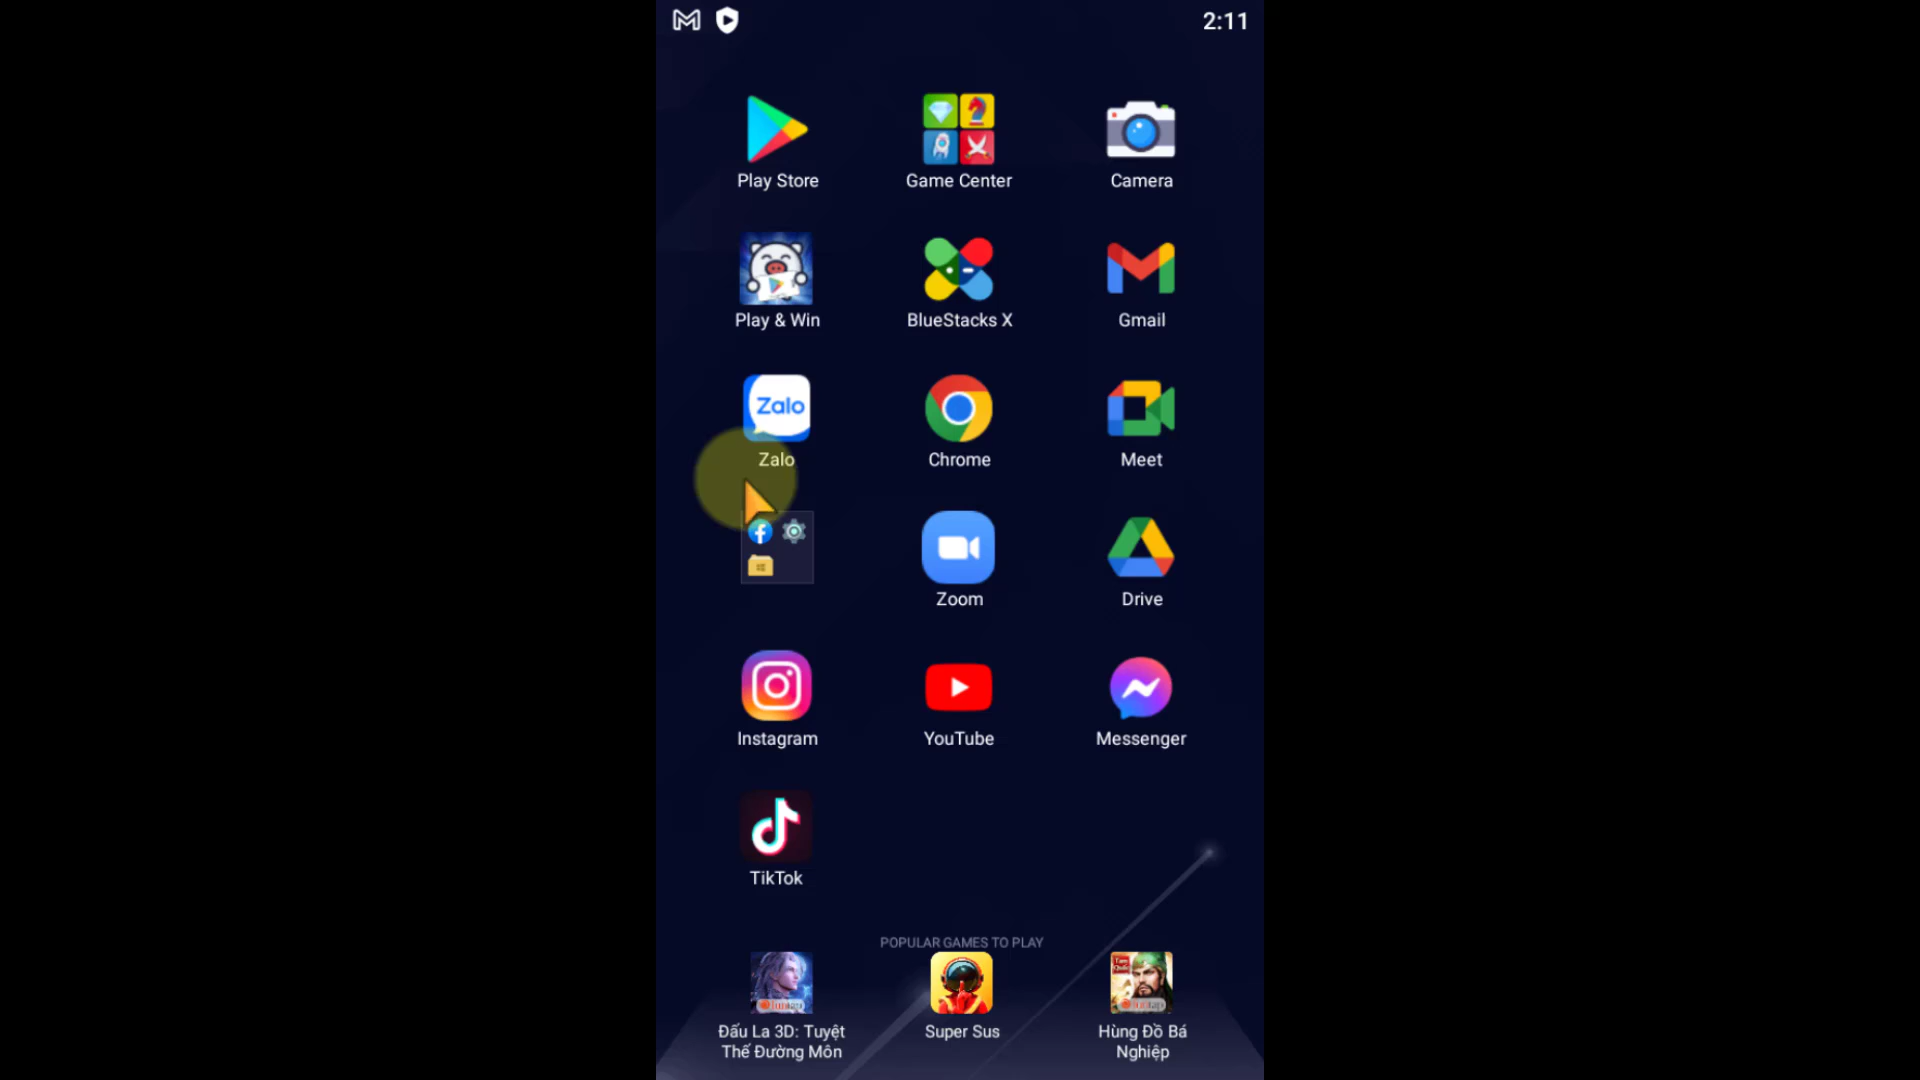 2:11
Play Store
Game Center
Camera
Play & Win
BlueStacks X
Gmail
Zalo
Zalo
Chrome
Meet
Zoom
Drive
Instagram
YouTube
Messenger
TikTok
POPULAR GAMES TO PLAY
Đấu La 3D: Tuyệt
Thế Đường Môn
Super Sus
Hùng Đồ Bá
Nghiệp